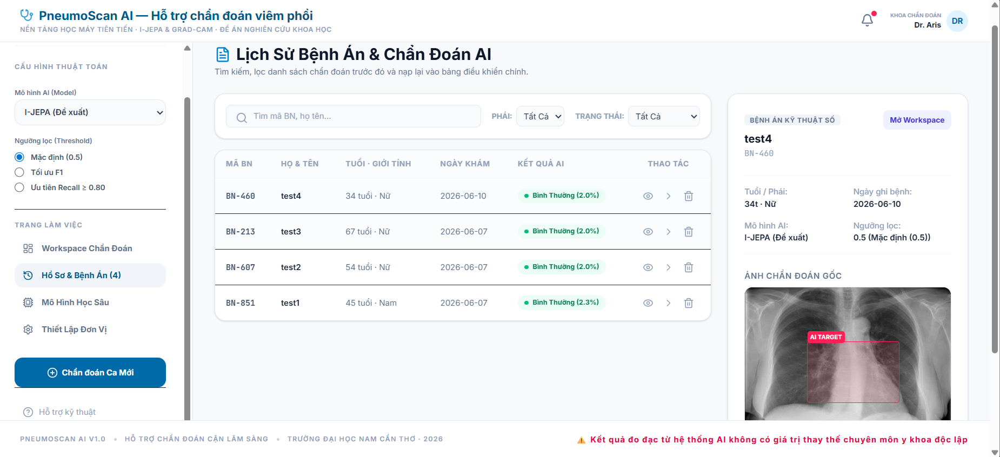 PneumoScan AI — Hỗ trợ chẩn đoán viêm phổi
NỀN TẢNG HỌC MÁY TIÊN TIẾN · I-JEPA & GRAD-CAM · ĐỀ ÁN NGHIÊN CỨU KHOA HỌC
KHOA CHẨN ĐOÁN
Dr. Aris
DR
CẤU HÌNH THUẬT TOÁN
Mô hình AI (Model)
I-JEPA (Đề xuất)
Ngưỡng lọc (Threshold)
Mặc định (0.5)
Tối ưu F1
Ưu tiên Recall ≥ 0.80
TRANG LÀM VIỆC
Workspace Chẩn Đoán
Hồ Sơ & Bệnh Án (4)
Mô Hình Học Sâu
Thiết Lập Đơn Vị
Chẩn đoán Ca Mới
Hỗ trợ kỹ thuật
Lịch Sử Bệnh Án & Chẩn Đoán AI
Tìm kiếm, lọc danh sách chẩn đoán trước đó và nạp lại vào bảng điều khiển chính.
Tìm mã BN, họ tên...
PHÁI: Tất Cả TRẠNG THÁI: Tất Cả
MÃ BN HỌ & TÊN TUỔI · GIỚI TÍNH NGÀY KHÁM KẾT QUẢ AI THAO TÁC
BN-460 test4 34 tuổi · Nữ 2026-06-10 Bình Thường (2.0%)
BN-213 test3 67 tuổi · Nữ 2026-06-07 Bình Thường (2.0%)
BN-607 test2 54 tuổi · Nữ 2026-06-07 Bình Thường (2.0%)
BN-851 test1 45 tuổi · Nam 2026-06-07 Bình Thường (2.3%)
BỆNH ÁN KỸ THUẬT SỐ
Mở Workspace
test4
BN-460
Tuổi / Phái: Ngày ghi bệnh:
34t · Nữ 2026-06-10
Mô hình AI: Ngưỡng lọc:
I-JEPA (Đề xuất) 0.5 (Mặc định (0.5))
ẢNH CHẨN ĐOÁN GỐC
AI TARGET
PNEUMOSCAN AI V1.0 • HỖ TRỢ CHẨN ĐOÁN CẬN LÂM SÀNG • TRƯỜNG ĐẠI HỌC NAM CẦN THƠ · 2026
Kết quả đo đạc từ hệ thống AI không có giá trị thay thế chuyên môn y khoa độc lập